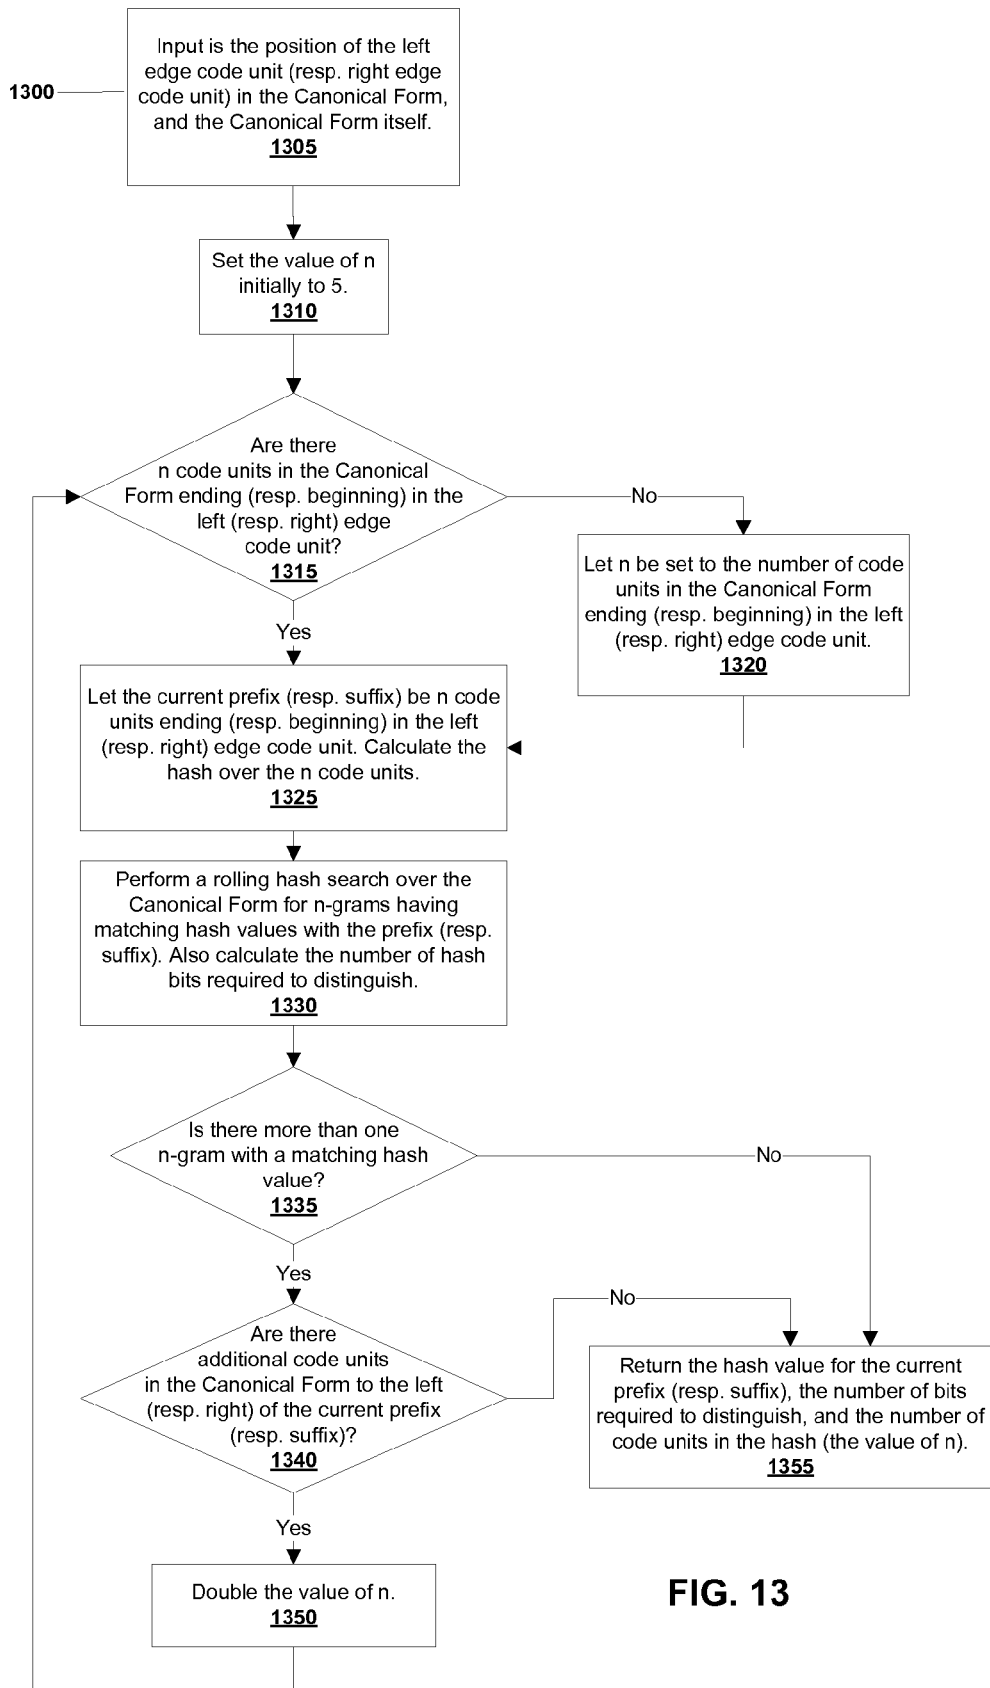 Input is the position of the left
edge code unit (resp. right edge
code unit) in the Canonical Form,
and the Canonical Form itself.
1305
1300
Set the value of n
initially to 5.
1310
Are there
n code units in the Canonical
Form ending (resp. beginning) in the
left (resp. right) edge
code unit?
1315
No
Let n be set to the number of code
units in the Canonical Form
ending (resp. beginning) in the left
(resp. right) edge code unit.
1320
Yes
Let the current prefix (resp. suffix) be n code
units ending (resp. beginning) in the left
(resp. right) edge code unit. Calculate the
hash over the n code units.
1325
Perform a rolling hash search over the
Canonical Form for n-grams having
matching hash values with the prefix (resp.
suffix). Also calculate the number of hash
bits required to distinguish.
1330
Is there more than one
n-gram with a matching hash
value?
1335
No
Yes
Are there
additional code units
in the Canonical Form to the left
(resp. right) of the current prefix
(resp. suffix)?
1340
No
Return the hash value for the current
prefix (resp. suffix), the number of bits
required to distinguish, and the number of
code units in the hash (the value of n).
1355
Yes
Double the value of n.
1350
FIG. 13